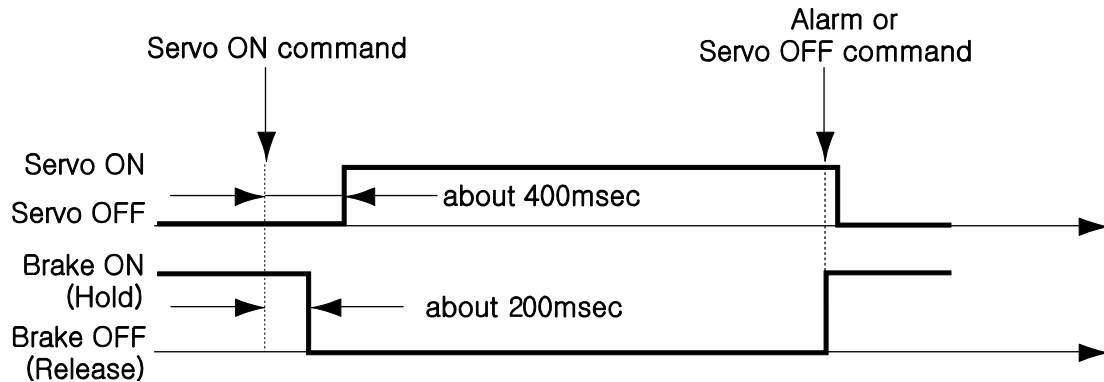 Alarm or
Servo ON command
Servo OFF command
Servo ON
about 400msec
Servo OFF
Brake ON
(Hold)
about 200msec
Brake OFF
(Release)